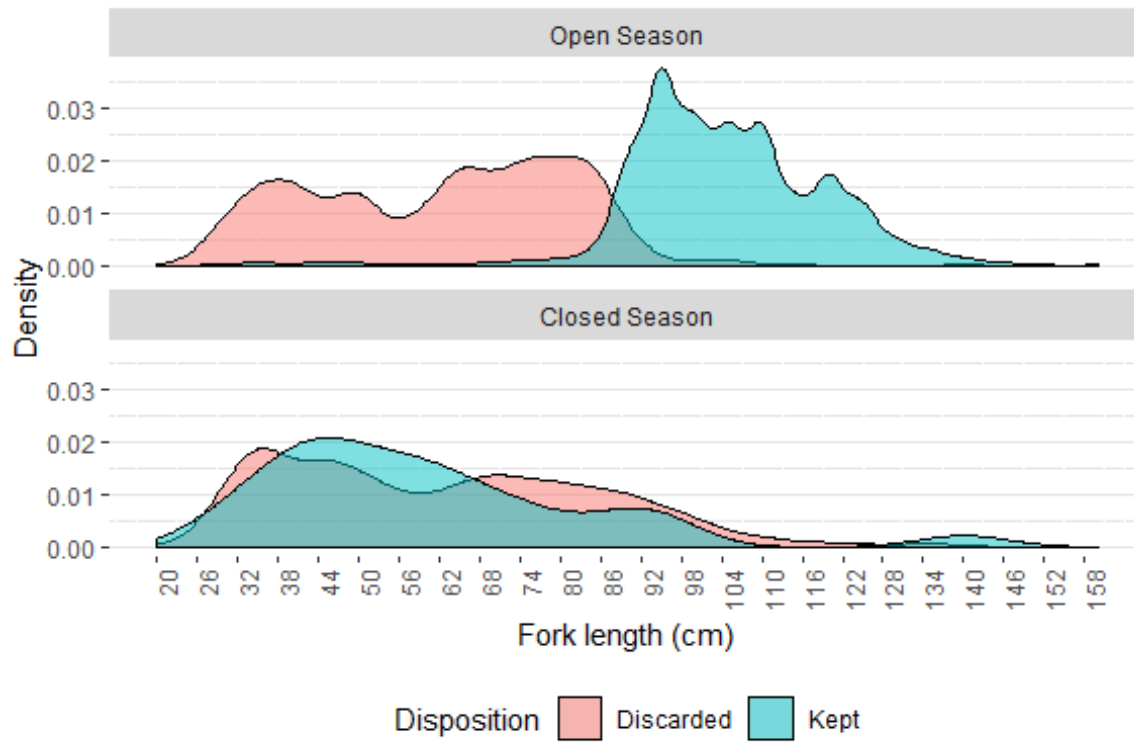 Open Season
0.03
0.02
0.01
0.00
Density
Closed Season
0.03
0.02
0.01
0.00
20 26 32 38 44 50 56 62 68 74 80 86 92 98 104 110 116 122 128 134 140 146 152 158
Fork length (cm)
Disposition Discarded Kept